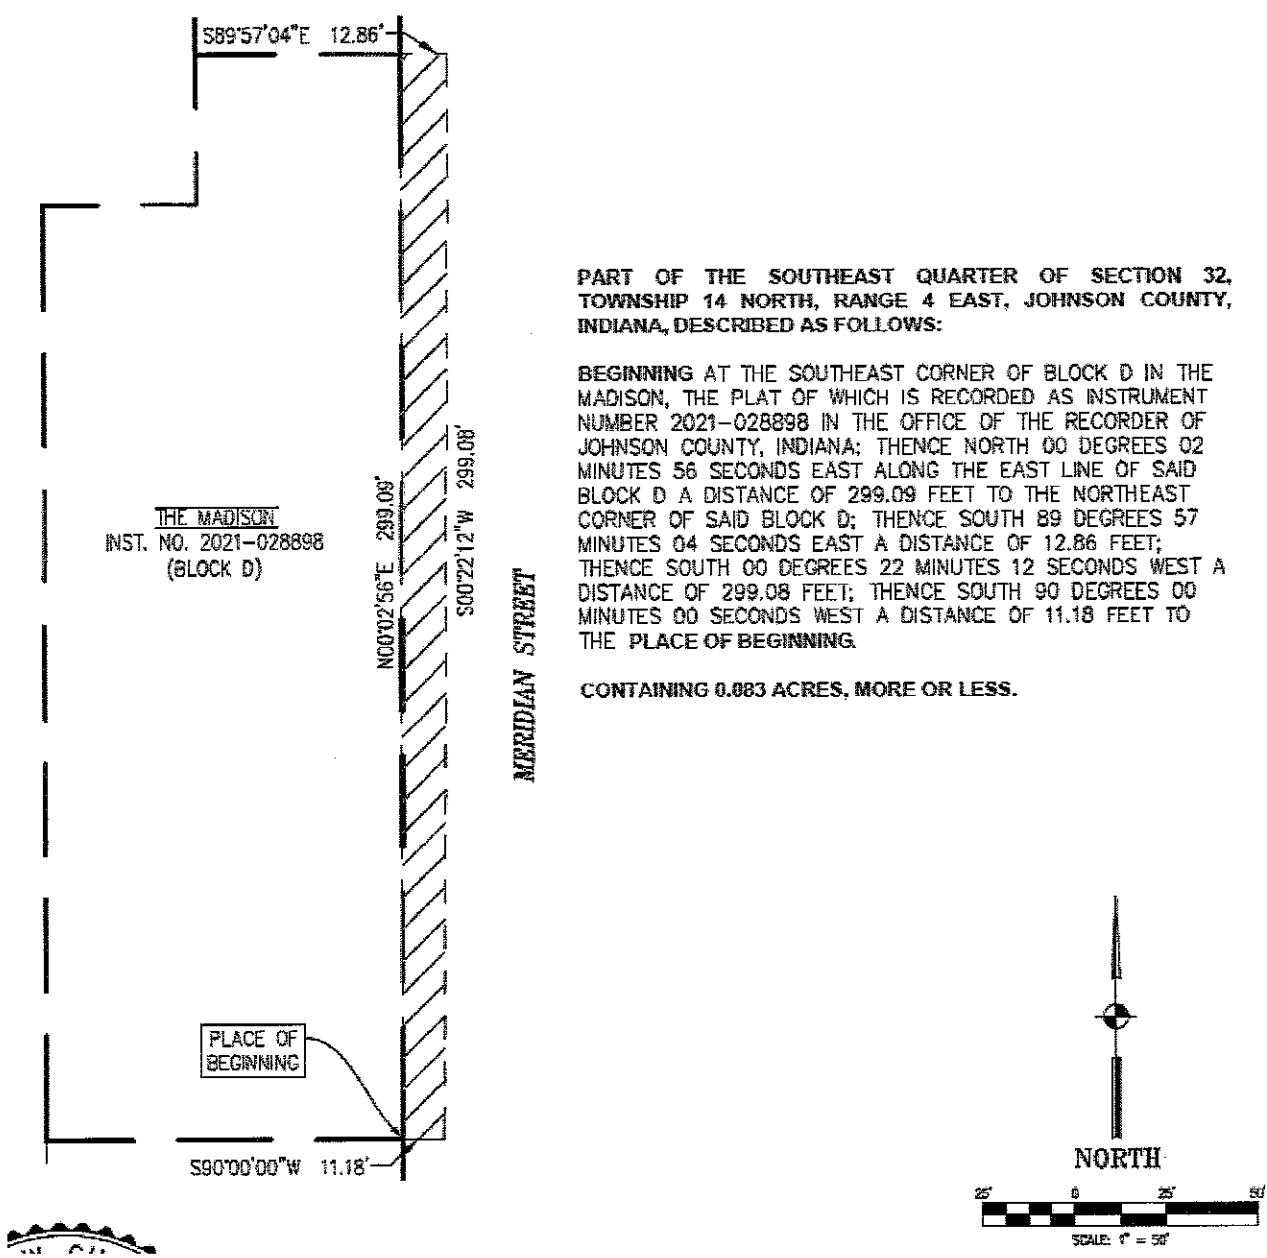 S89°57'04"E 12.86'
PART OF THE SOUTHEAST QUARTER OF SECTION 32,
TOWNSHIP 14 NORTH, RANGE 4 EAST, JOHNSON COUNTY,
INDIANA, DESCRIBED AS FOLLOWS:
BEGINNING AT THE SOUTHEAST CORNER OF BLOCK D IN THE
MADISON, THE PLAT OF WHICH IS RECORDED AS INSTRUMENT
NUMBER 2021-028898 IN THE OFFICE OF THE RECORDER OF
JOHNSON COUNTY, INDIANA; THENCE NORTH 00 DEGREES 02
MINUTES 56 SECONDS EAST ALONG THE EAST LINE OF SAID
BLOCK D A DISTANCE OF 299.09 FEET TO THE NORTHEAST
CORNER OF SAID BLOCK D; THENCE SOUTH 89 DEGREES 57
MINUTES 04 SECONDS EAST A DISTANCE OF 12.86 FEET;
THENCE SOUTH 00 DEGREES 22 MINUTES 12 SECONDS WEST A
DISTANCE OF 299.08 FEET; THENCE SOUTH 90 DEGREES 00
MINUTES 00 SECONDS WEST A DISTANCE OF 11.18 FEET TO
THE PLACE OF BEGINNING.
CONTAINING 0.083 ACRES, MORE OR LESS.
THE MADISON
INST. NO. 2021-028898
(BLOCK D)
N00°02'56"E 299.09'
S00°22'12"W 299.08'
MERIDIAN STREET
PLACE OF
BEGINNING
S90°00'00"W 11.18'
NORTH
25' 0 25' 50'
SCALE: 1" = 50'